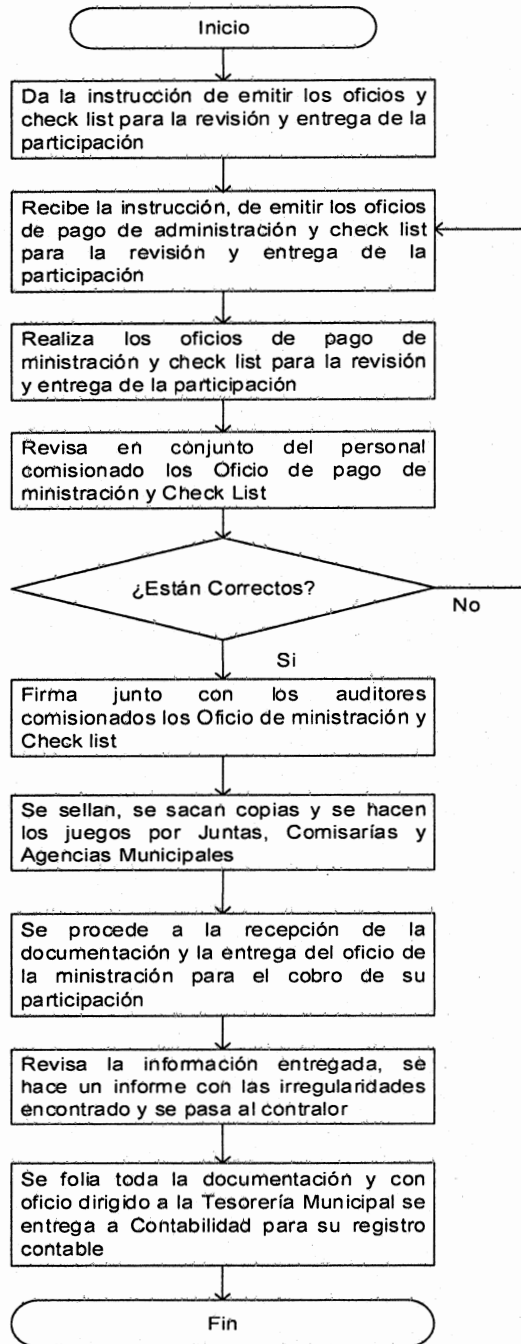 Inicio
Da la instrucción de emitir los oficios y
check list para la revisión y entrega de la
participación
Recibe la instrucción, de emitir los oficios
de pago de administración y check list
para la revisión y entrega de la
participación
Realiza los oficios de pago de
ministración y check list para la revisión
y entrega de la participación
Revisa en conjunto del personal
comisionado los Oficio de pago de
ministración y Check List
¿Están Correctos?
No
Si
Firma junto con los auditores
comisionados los Oficio de ministración y
Check list
Se sellan, se sacan copias y se hacen
los juegos por Juntas, Comisarías y
Agencias Municipales
Se procede a la recepción de la
documentación y la entrega del oficio de
la ministración para el cobro de su
participación
Revisa la información entregada, se
hace un informe con las irregularidades
encontrado y se pasa al contralor
Se folia toda la documentación y con
oficio dirigido a la Tesorería Municipal se
entrega a Contabilidad para su registro
contable
Fin